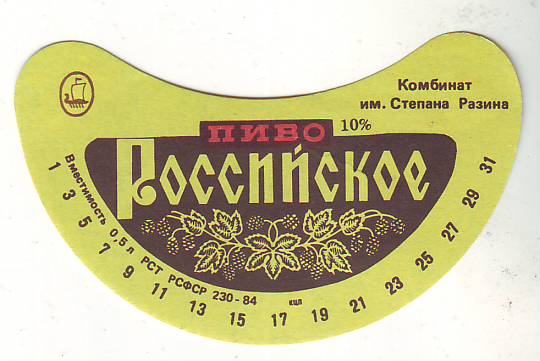 Комбинат
им. Степана Разина
ПИВО 10%
Российское
Вместимость 0,5 л РСТ РСФСР 230-84
кцл
1 3 5 7 9 11 13 15 17 19 21 23 25 27 29 31